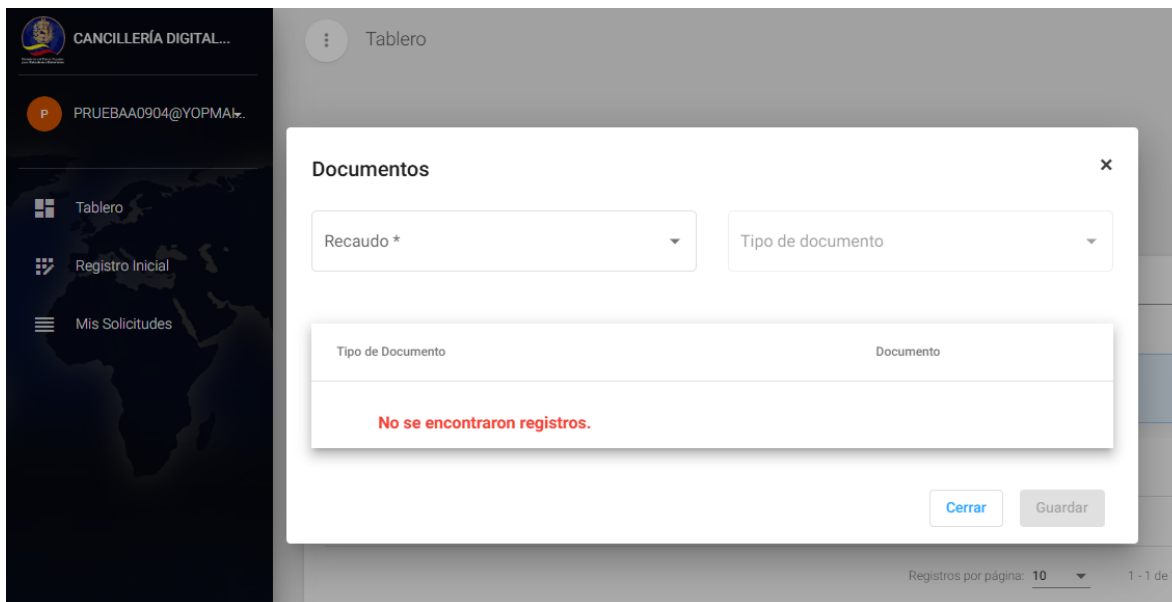 CANCILLERÍA DIGITAL...
Tablero
P
PRUEBAA0904@YOPMAI...
Documentos
×
Recaudo *
Tipo de documento
Tablero
Registro Inicial
Mis Solicitudes
Tipo de Documento
Documento
No se encontraron registros.
Cerrar
Guardar
Registros por página: 10
1 - 1 de